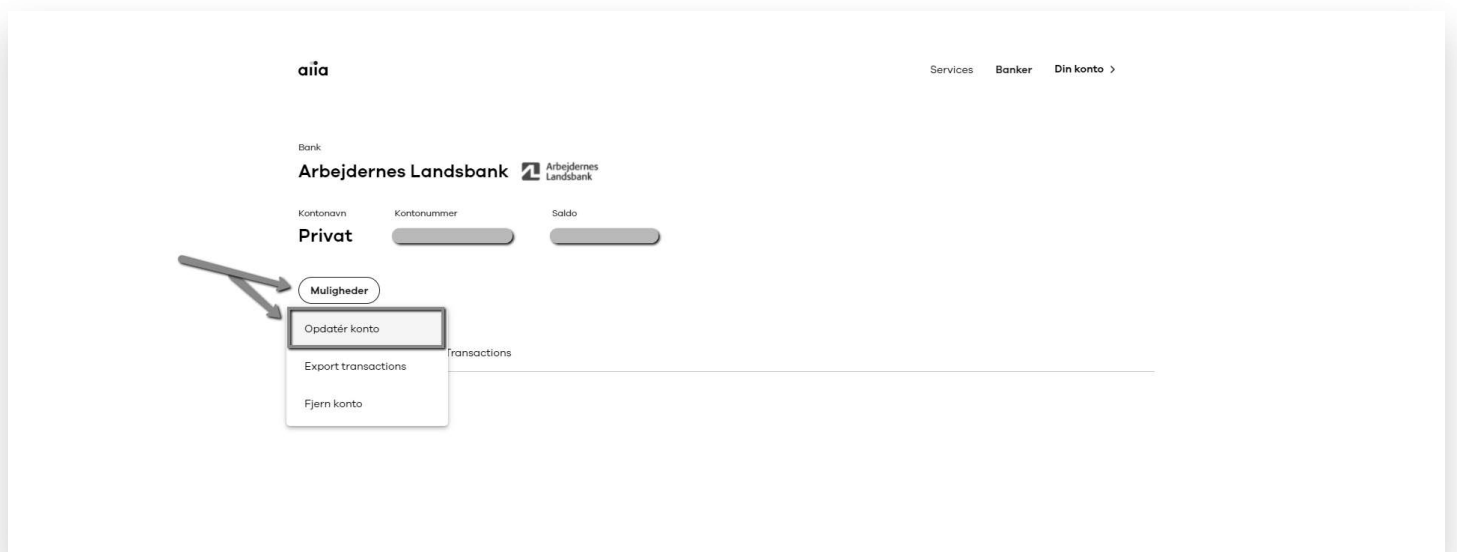 aiia
Services Banker Din konto >
Bank
Arbejdernes Landsbank Arbejdernes
Landsbank
Kontonavn Kontonummer Saldo
Privat
Muligheder
Opdatér konto
Transactions
Export transactions
Fjern konto